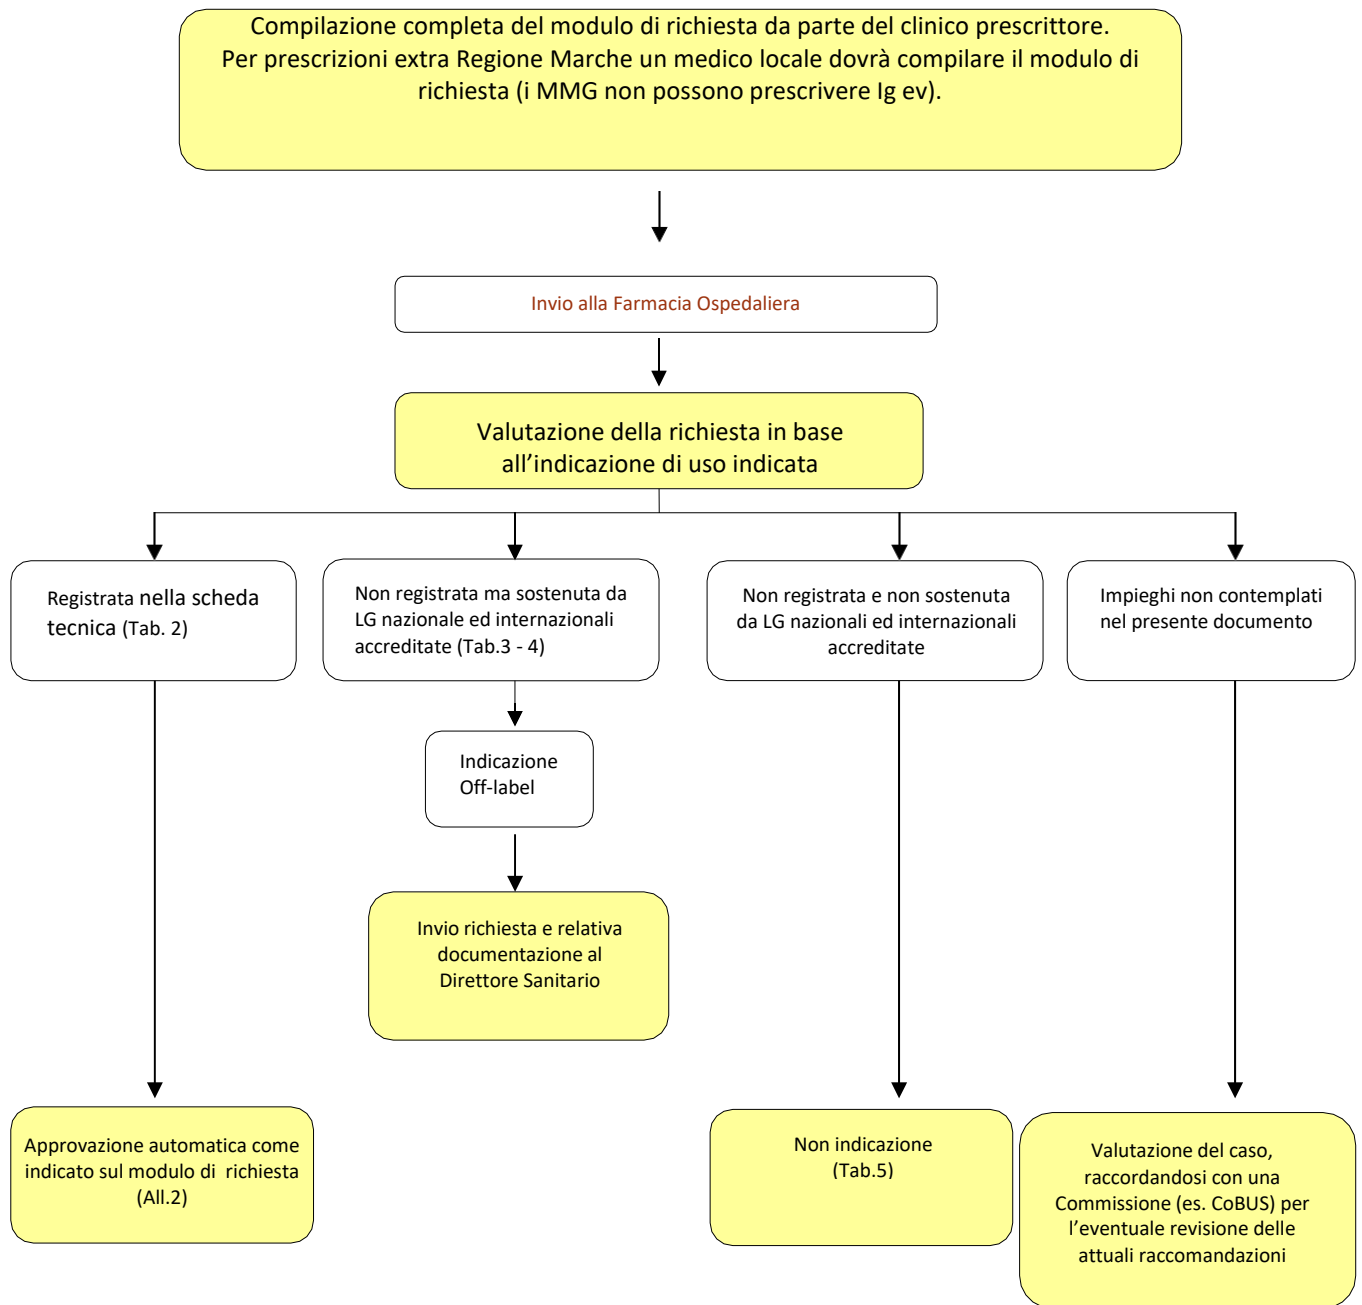 Compilazione completa del modulo di richiesta da parte del clinico prescrittore.
Per prescrizioni extra Regione Marche un medico locale dovrà compilare il modulo di
richiesta (i MMG non possono prescrivere Ig ev).
Invio alla Farmacia Ospedaliera
Valutazione della richiesta in base
all’indicazione di uso indicata
Registrata nella scheda
tecnica (Tab. 2)
Non registrata ma sostenuta da
LG nazionale ed internazionali
accreditate (Tab.3 - 4)
Non registrata e non sostenuta
da LG nazionali ed internazionali
accreditate
Impieghi non contemplati
nel presente documento
Indicazione
Off-label
Invio richiesta e relativa
documentazione al
Direttore Sanitario
Approvazione automatica come
indicato sul modulo di richiesta
(All.2)
Non indicazione
(Tab.5)
Valutazione del caso,
raccordandosi con una
Commissione (es. CoBUS) per
l’eventuale revisione delle
attuali raccomandazioni